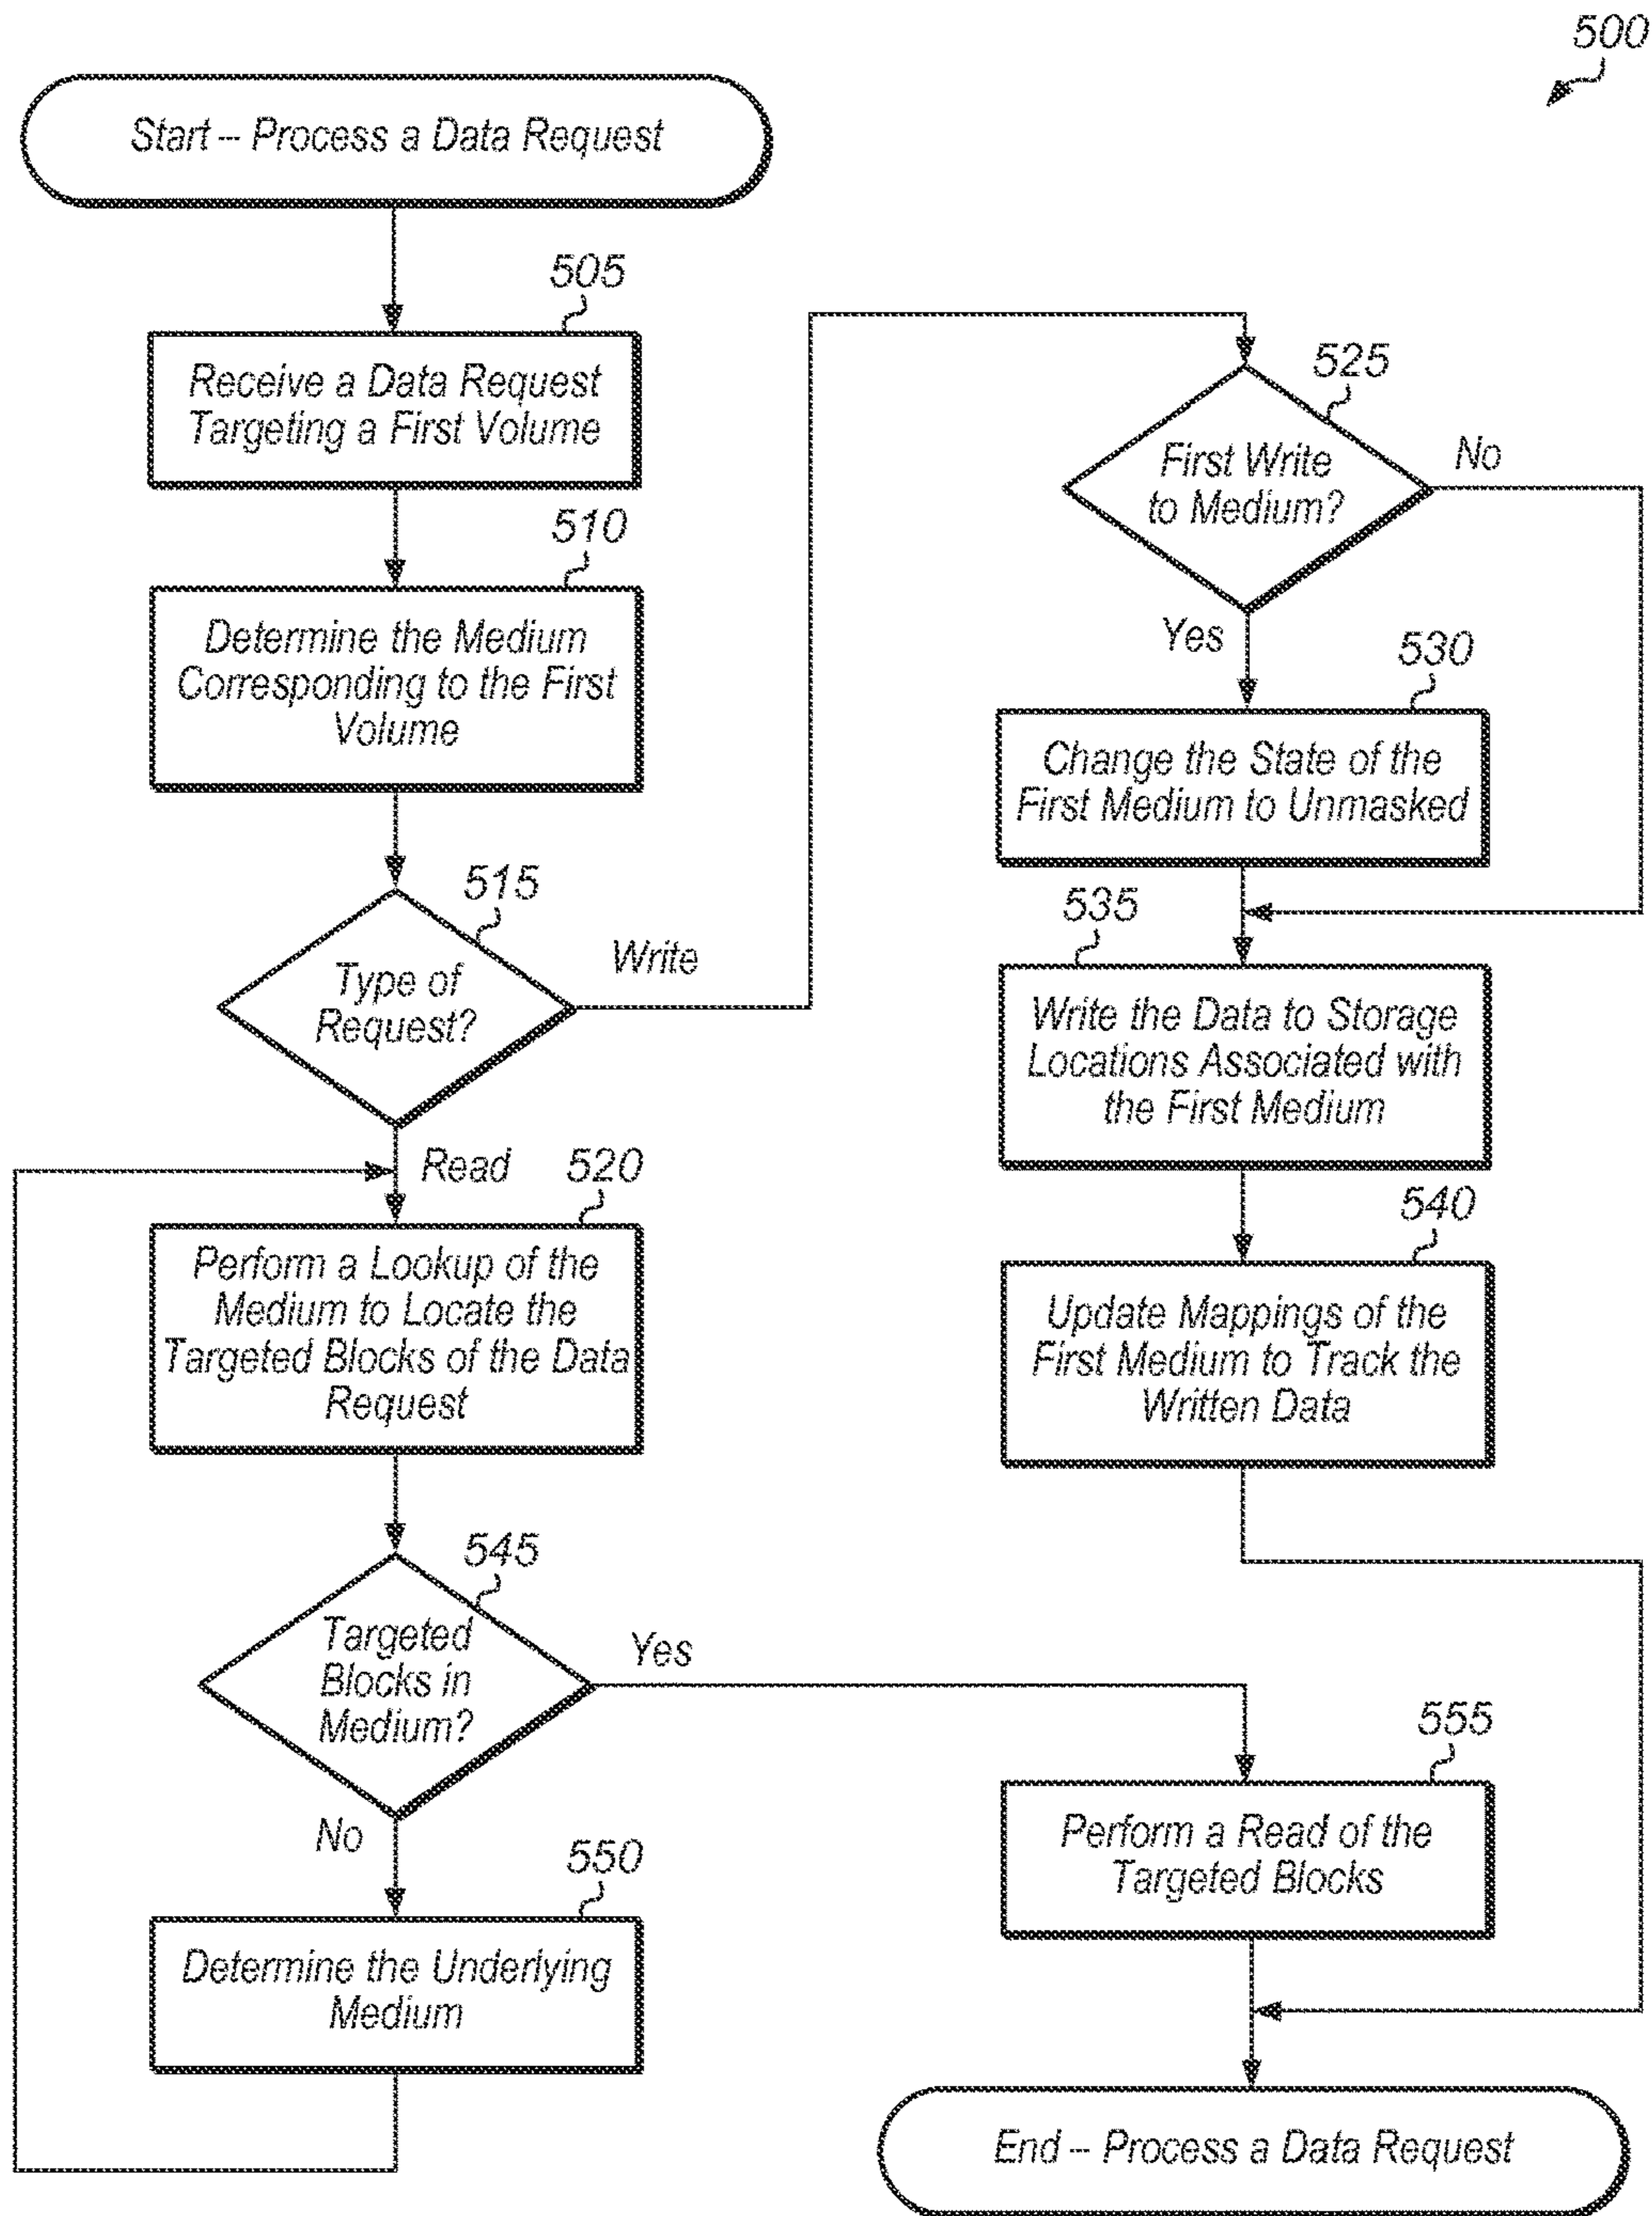 500
Start -- Process a Data Request
505
Receive a Data Request
Targeting a First Volume
510
Determine the Medium
Corresponding to the First
Volume
515
Type of
Request?
Write
Read
520
Perform a Lookup of the
Medium to Locate the
Targeted Blocks of the Data
Request
545
Targeted
Blocks in
Medium?
Yes
No
550
Determine the Underlying
Medium
525
First Write
to Medium?
No
Yes
530
Change the State of the
First Medium to Unmasked
535
Write the Data to Storage
Locations Associated with
the First Medium
540
Update Mappings of the
First Medium to Track the
Written Data
555
Perform a Read of the
Targeted Blocks
End -- Process a Data Request